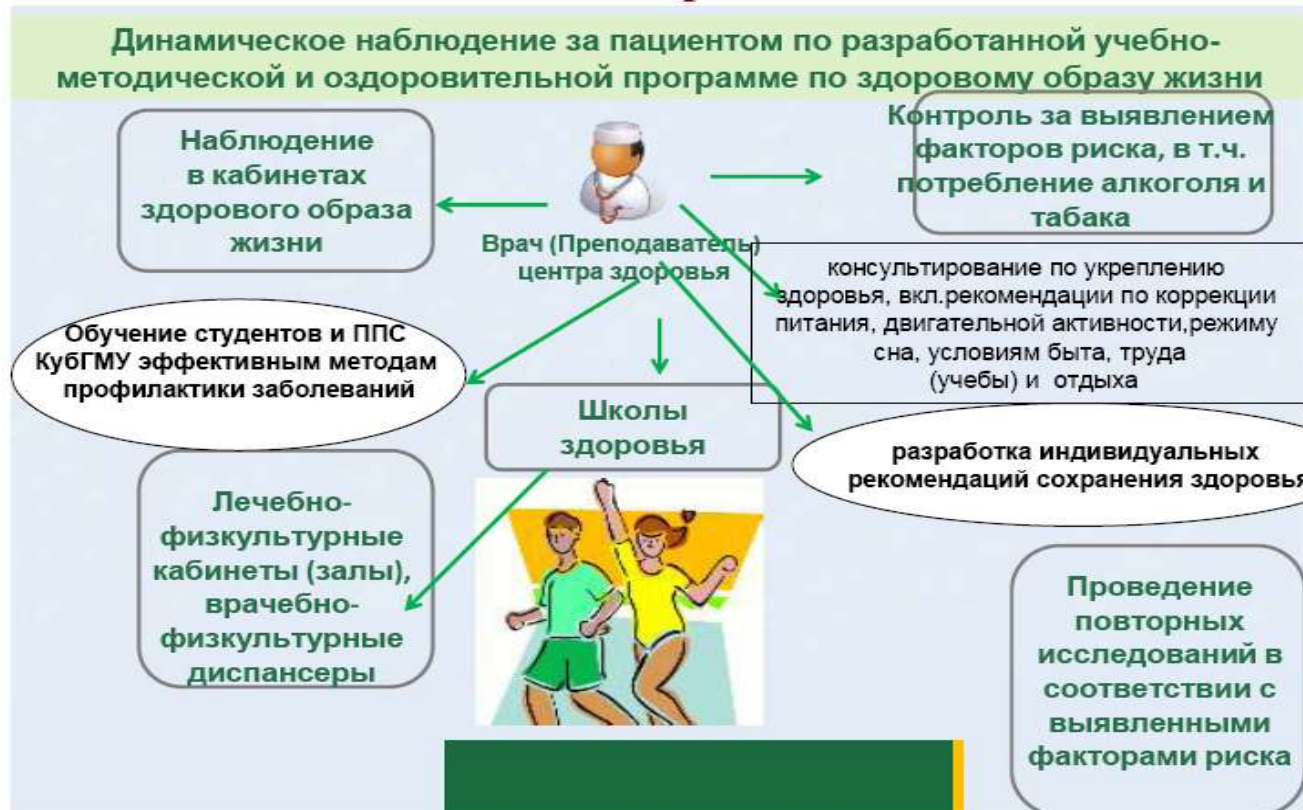 Динамическое наблюдение за пациентом по разработанной учебно-
методической и оздоровительной программе по здоровому образу жизни
Наблюдение
в кабинетах
здорового образа
жизни
Врач (Преподаватель)
центра здоровья
Контроль за выявлением
факторов риска, в т.ч.
потребление алкоголя и
табака
консультирование по укреплению
здоровья, вкл.рекомендации по коррекции
питания, двигательной активности,режиму
сна, условиям быта, труда
(учебы) и отдыха
Обучение студентов и ППС
КубГМУ эффективным методам
профилактики заболеваний
Школы
здоровья
разработка индивидуальных
рекомендаций сохранения здоровья
Лечебно-
физкультурные
кабинеты (залы),
врачебно-
физкультурные
диспансеры
Проведение
повторных
исследований в
соответствии с
выявленными
факторами риска